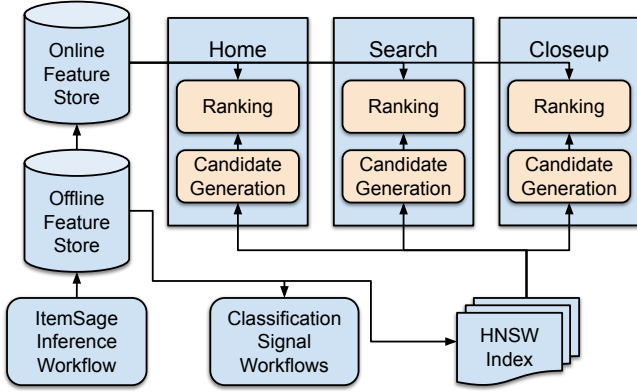 Online
Feature
Store
Home
Search
Closeup
Ranking
Ranking
Ranking
Candidate
Generation
Candidate
Generation
Candidate
Generation
Offline
Feature
Store
ItemSage
Inference
Workflow
Classification
Signal
Workflows
HNSW
Index